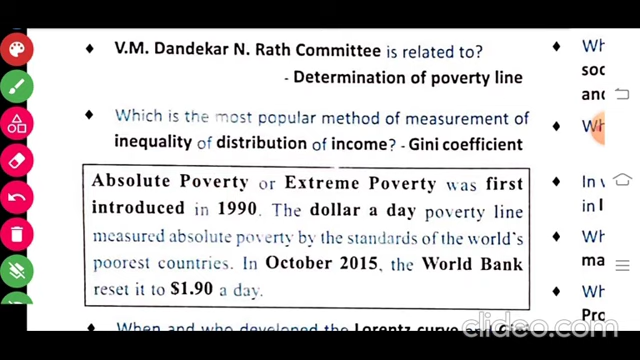 V.M. Dandekar N. Rath Committee is related to?
- Determination of poverty line
Which is the most popular method of measurement of
inequality of distribution of income? - Gini coefficient
Absolute Poverty or Extreme Poverty was first
introduced in 1990. The dollar a day poverty line
measured absolute poverty by the standards of the world's
poorest countries. In October 2015, the World Bank
reset it to $1.90 a day.
When and who developed the Lorentz curve
Wh
soc
and
Wh
In
in
Wh
ma
Wh
Pro
clideo.com